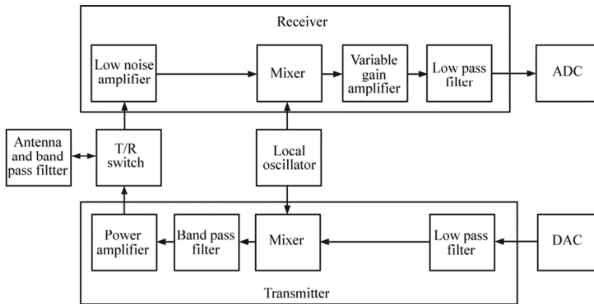 Receiver
Low noise
amplifier
Mixer
Variable
gain
amplifier
Low pass
filter
ADC
Antenna
and band
pass filtter
T/R
switch
Local
oscillator
Power
amplifier
Band pass
filter
Mixer
Low pass
filter
DAC
Transmitter